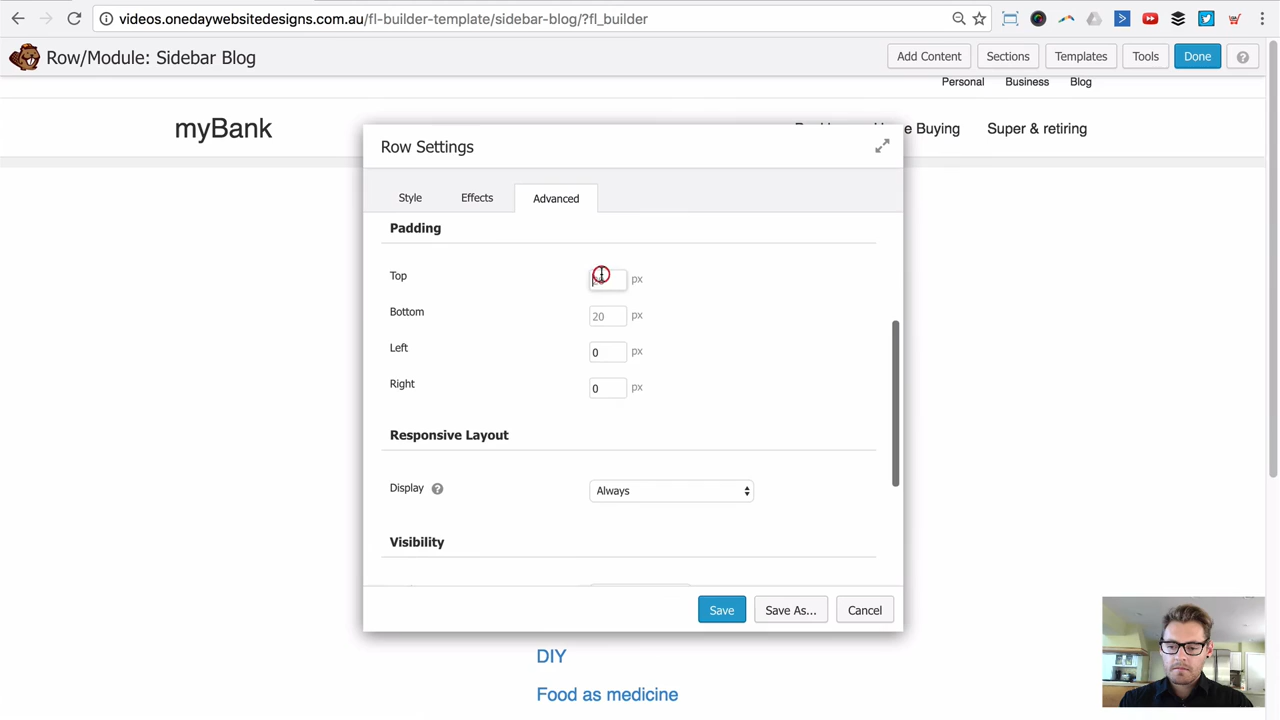 videos.onedaywebsitedesigns.com.au/fl-builder-template/sidebar-blog/?fl_builder
Row/Module: Sidebar Blog
Add Content
Sections
Templates
Tools
Done
?
Personal
Business
Blog
myBank
e Buying
Super & retiring
Row Settings
Style
Effects
Advanced
Padding
Top
px
Bottom
20
px
Left
0
px
Right
0
px
Responsive Layout
Display
?
Always
Visibility
Save
Save As...
Cancel
DIY
Food as medicine